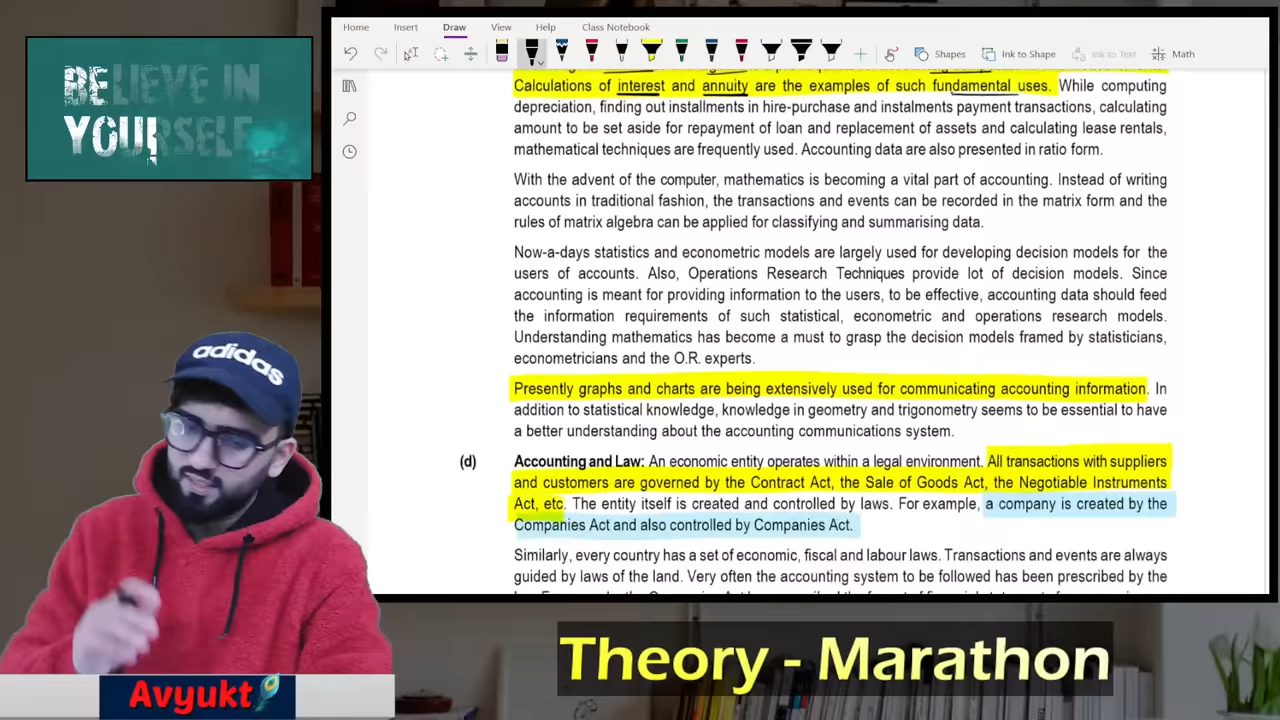 BELIEVE IN
YOURSELF
Home Insert Draw View Help Class Notebook
Shapes Ink to Shape Ink to Text Math
Calculations of interest and annuity are the examples of such fundamental uses. While computing
depreciation, finding out installments in hire-purchase and instalments payment transactions, calculating
amount to be set aside for repayment of loan and replacement of assets and calculating lease rentals,
mathematical techniques are frequently used. Accounting data are also presented in ratio form.
With the advent of the computer, mathematics is becoming a vital part of accounting. Instead of writing
accounts in traditional fashion, the transactions and events can be recorded in the matrix form and the
rules of matrix algebra can be applied for classifying and summarising data.
Now-a-days statistics and econometric models are largely used for developing decision models for the
users of accounts. Also, Operations Research Techniques provide lot of decision models. Since
accounting is meant for providing information to the users, to be effective, accounting data should feed
the information requirements of such statistical, econometric and operations research models.
Understanding mathematics has become a must to grasp the decision models framed by statisticians,
econometricians and the O.R. experts.
Presently graphs and charts are being extensively used for communicating accounting information. In
addition to statistical knowledge, knowledge in geometry and trigonometry seems to be essential to have
a better understanding about the accounting communications system.
(d) Accounting and Law: An economic entity operates within a legal environment. All transactions with suppliers
and customers are governed by the Contract Act, the Sale of Goods Act, the Negotiable Instruments
Act, etc. The entity itself is created and controlled by laws. For example, a company is created by the
Companies Act and also controlled by Companies Act.
Similarly, every country has a set of economic, fiscal and labour laws. Transactions and events are always
guided by laws of the land. Very often the accounting system to be followed has been prescribed by the
adidas
Theory - Marathon
Avyukt